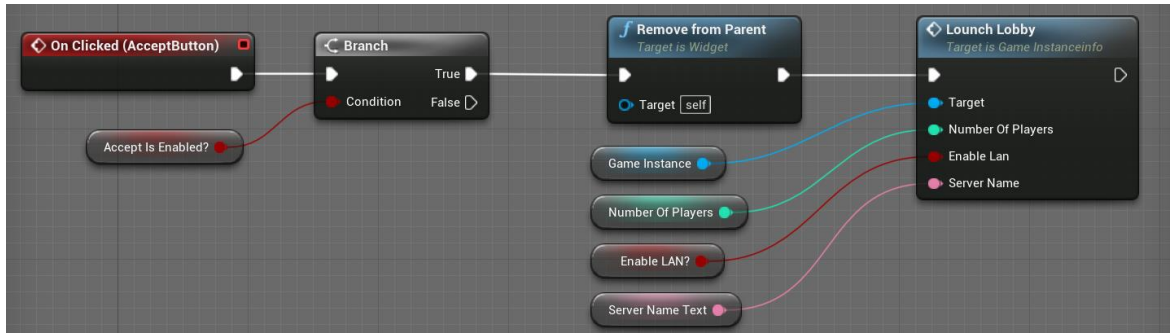 On Clicked (AcceptButton)
Accept Is Enabled?
Branch
True
Condition
False
Remove from Parent
Target is Widget
Target self
Game Instance
Number Of Players
Enable LAN?
Server Name Text
Lounch Lobby
Target is Game Instanceinfo
Target
Number Of Players
Enable Lan
Server Name